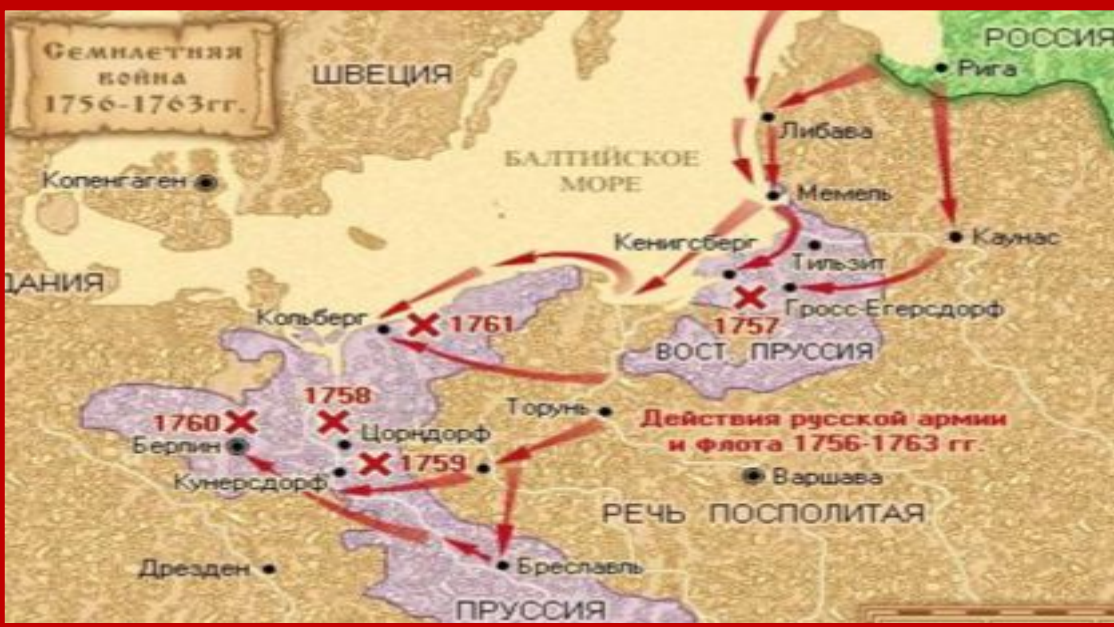 Семилетняя
война
1756-1763гг.
ШВЕЦИЯ
РОССИЯ
Рига
Либава
БАЛТИЙСКОЕ
МОРЕ
Копенгаген
Мемель
Кенигсберг
Каунас
Тильзит
ДАНИЯ
Гросс-Егерсдорф
Кольберг
1761
1757
ВОСТ. ПРУССИЯ
1758
1760
Торунь
Действия русской армии
и флота 1756-1763 гг.
Берлин
Цорндорф
1759
Кунерсдорф
Варшава
РЕЧЬ ПОСПОЛИТАЯ
Дрезден
Бреславль
ПРУССИЯ